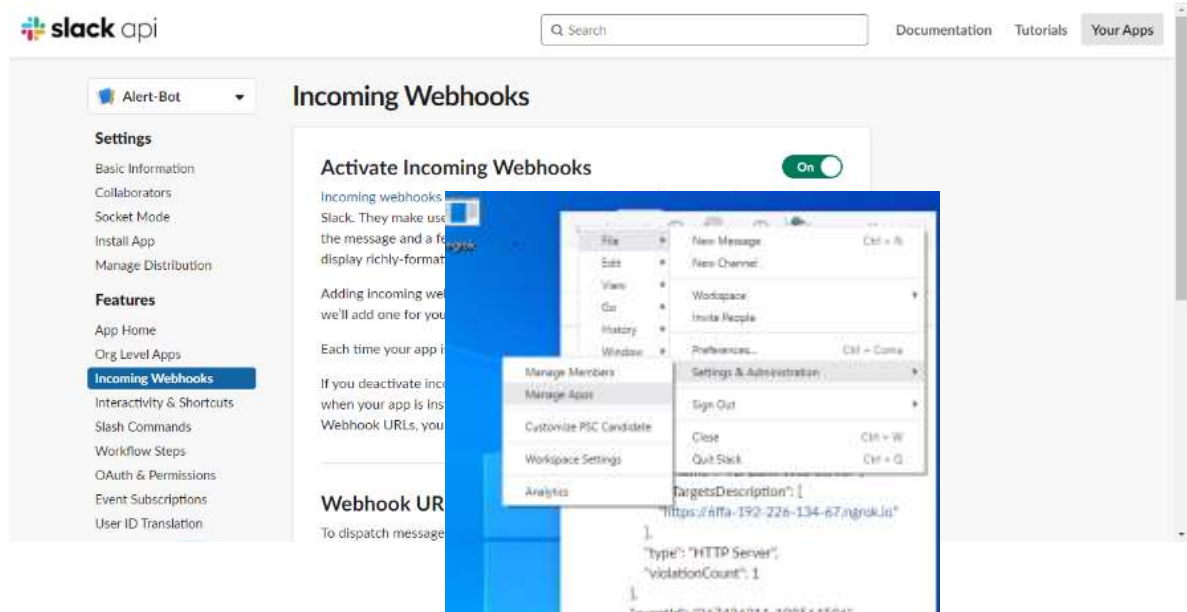 slack api
Search
Documentation
Tutorials
Your Apps
Alert-Bot
Incoming Webhooks
Settings
Basic Information
Collaborators
Socket Mode
Install App
Manage Distribution
Features
App Home
Org Level Apps
Incoming Webhooks
Interactivity & Shortcuts
Slash Commands
Workflow Steps
OAuth & Permissions
Event Subscriptions
User ID Translation
Activate Incoming Webhooks
On
Incoming webhooks
Slack. They make use
the message and a fe
display richly-format
Adding incoming wel
we'll add one for you
Each time your app i
If you deactivate inc
when your app is ins
Webhook URLs, you
Webhook UR
To dispatch message
File
Edit
View
Go
History
Window
New Message Ctrl + N
New Channel
Workspace
Invite People
Preferences... Ctrl + Coma
Settings & Administration
Sign Out
Close Ctrl + W
Quit Slack Ctrl + Q
Manage Members
Manage Apps
Customize PSC Candidate
Workspace Settings
Analytics
TargetsDescription": [
"https://6ffa-192-226-134-67.ngrok.io"
],
"type": "HTTP Server",
"violationCount": 1